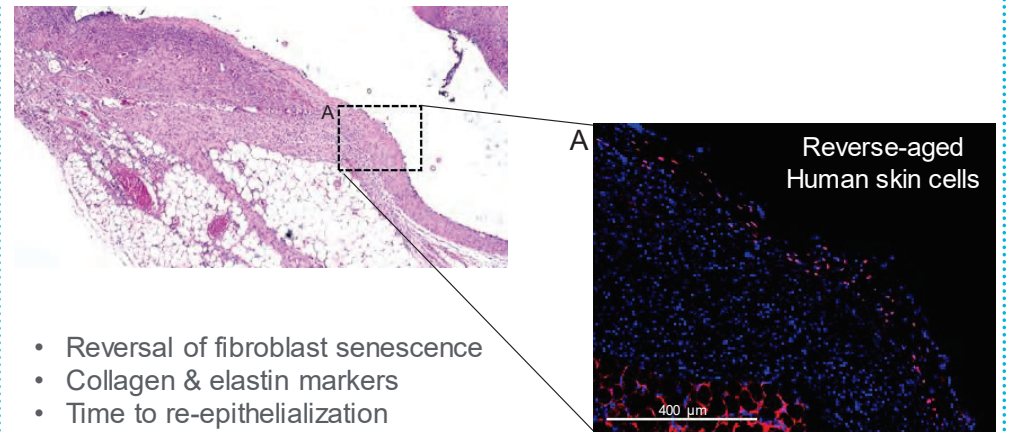 A
A
Reverse-aged
Human skin cells
400 µm
• Reversal of fibroblast senescence
• Collagen & elastin markers
• Time to re-epithelialization